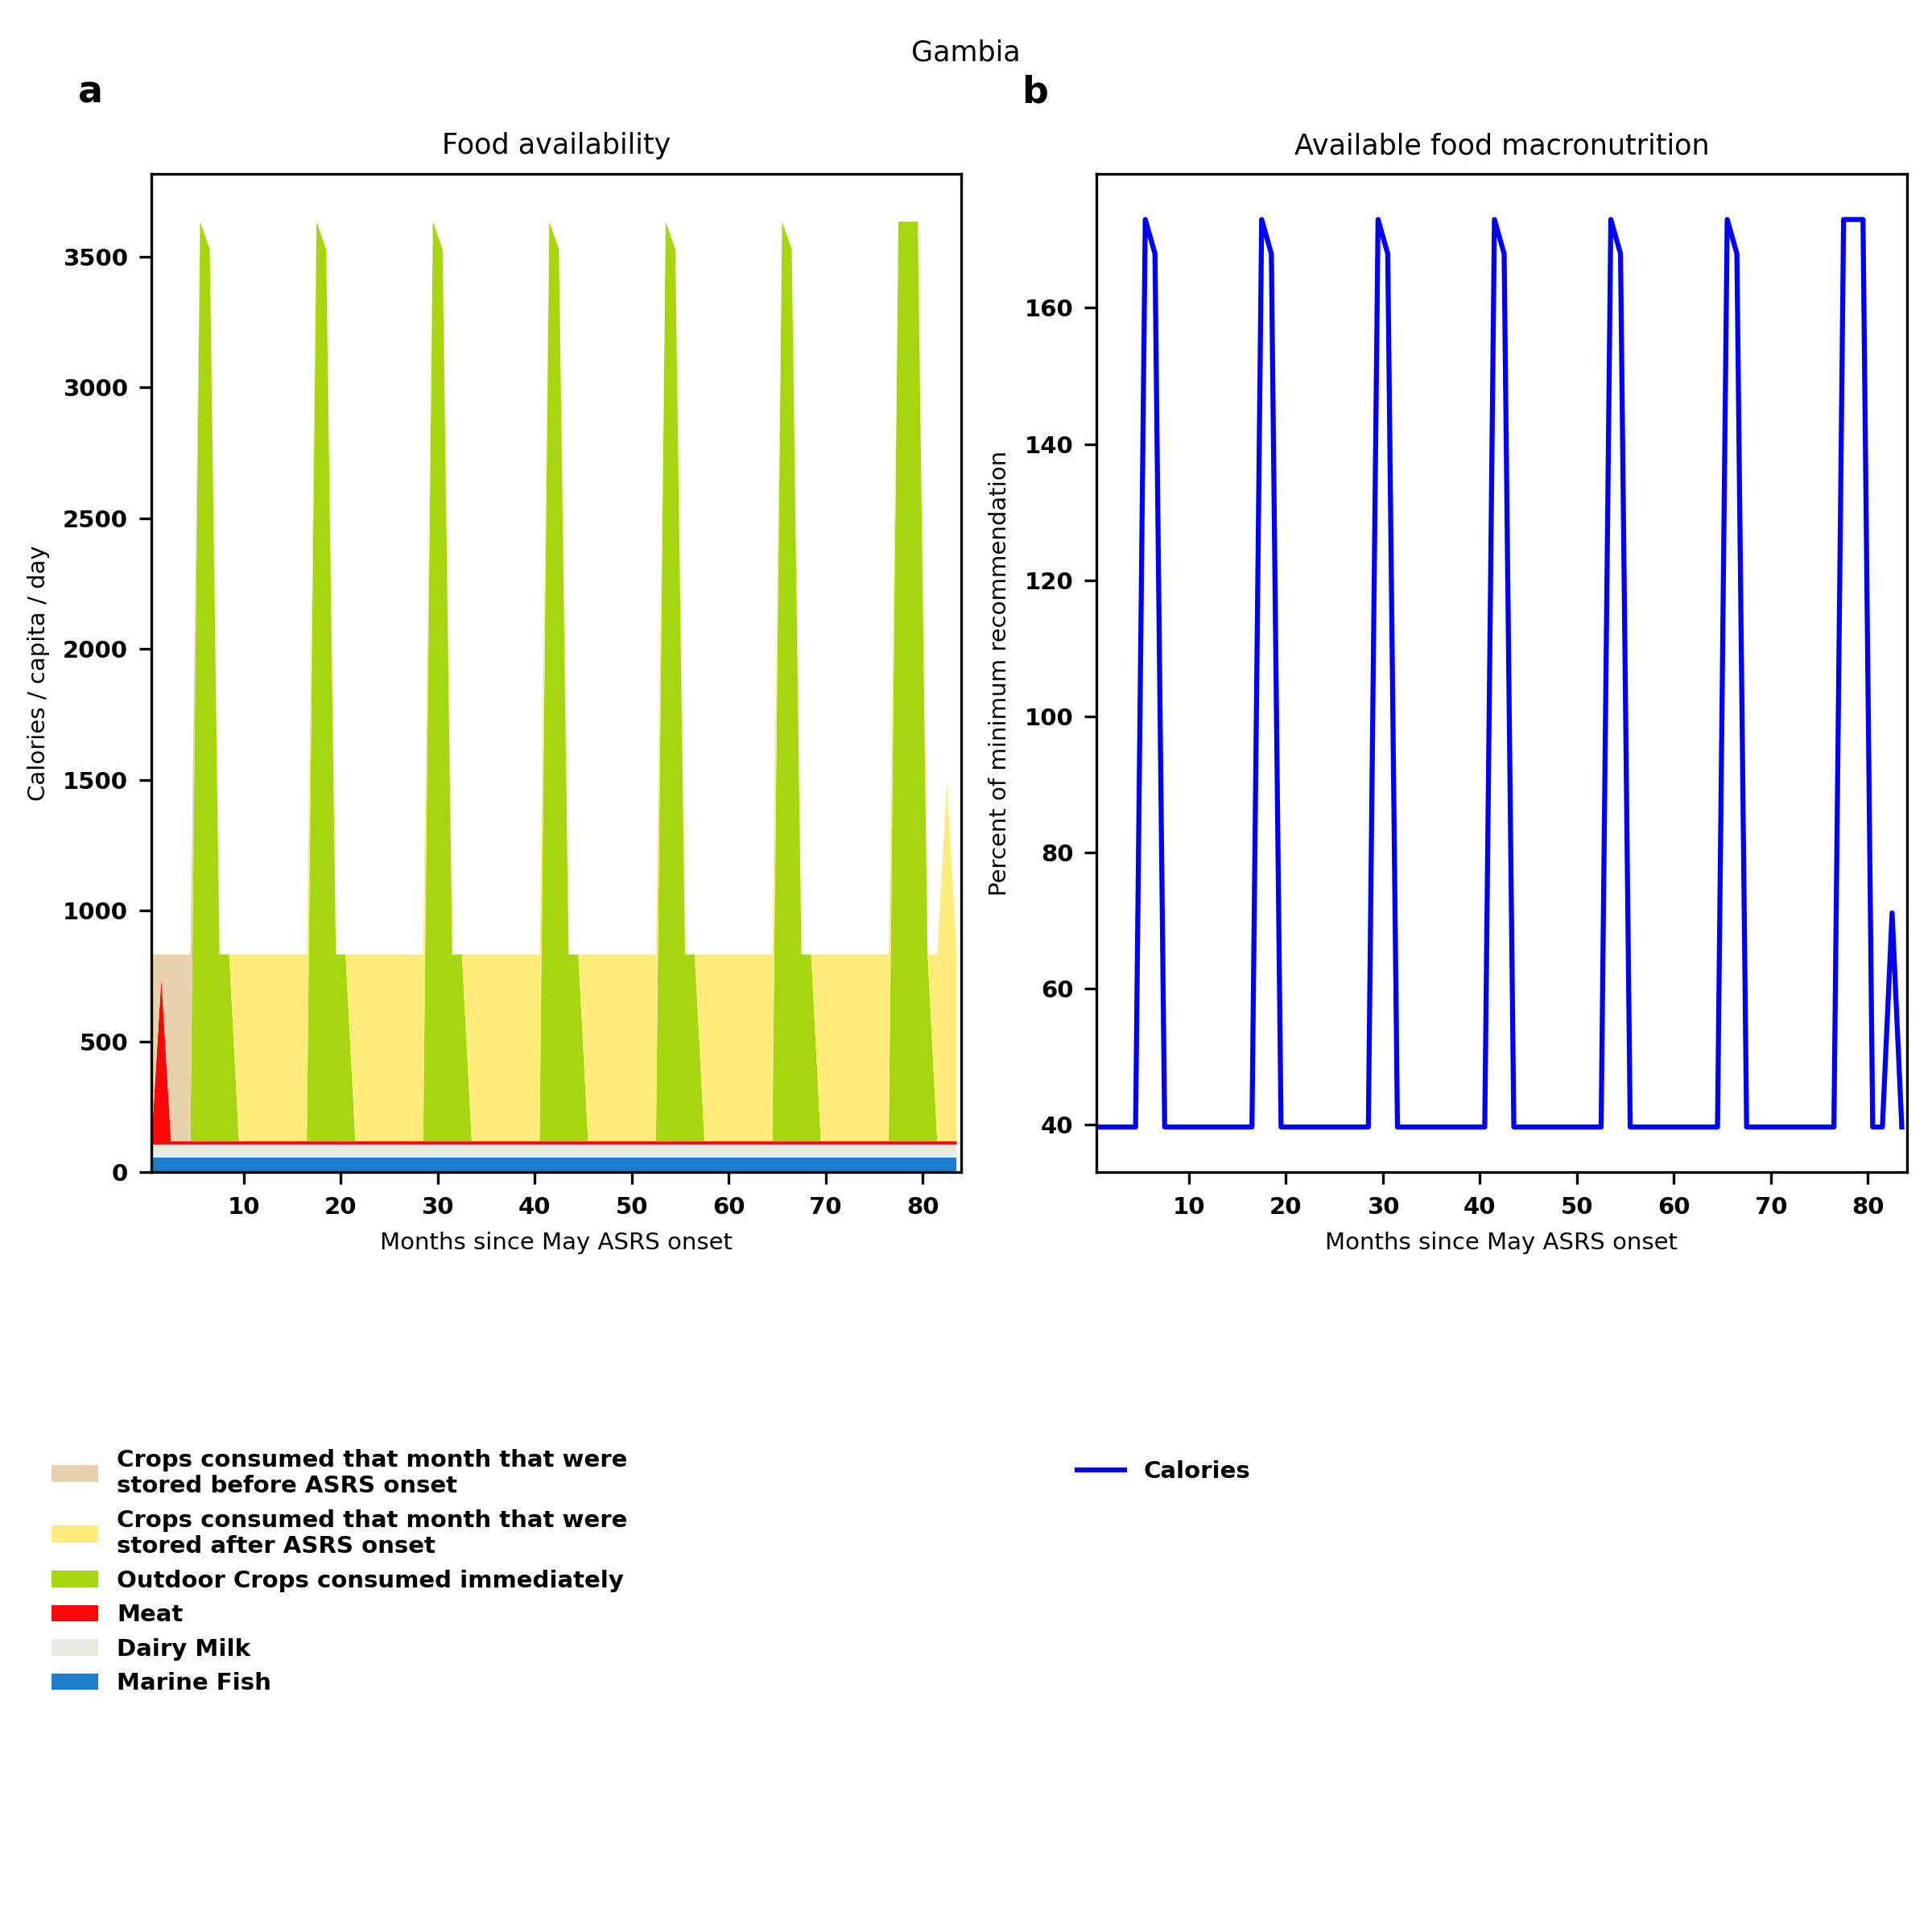 Gambia
a
Food availability
Calories / capita / day
3500
3000
2500
2000
1500
1000
500
0
10 20 30 40 50 60 70 80
Months since May ASRS onset
b
Available food macronutrition
Percent of minimum recommendation
160
140
120
100
80
60
40
10 20 30 40 50 60 70 80
Months since May ASRS onset
Crops consumed that month that were
stored before ASRS onset
Crops consumed that month that were
stored after ASRS onset
Outdoor Crops consumed immediately
Meat
Dairy Milk
Marine Fish
Calories